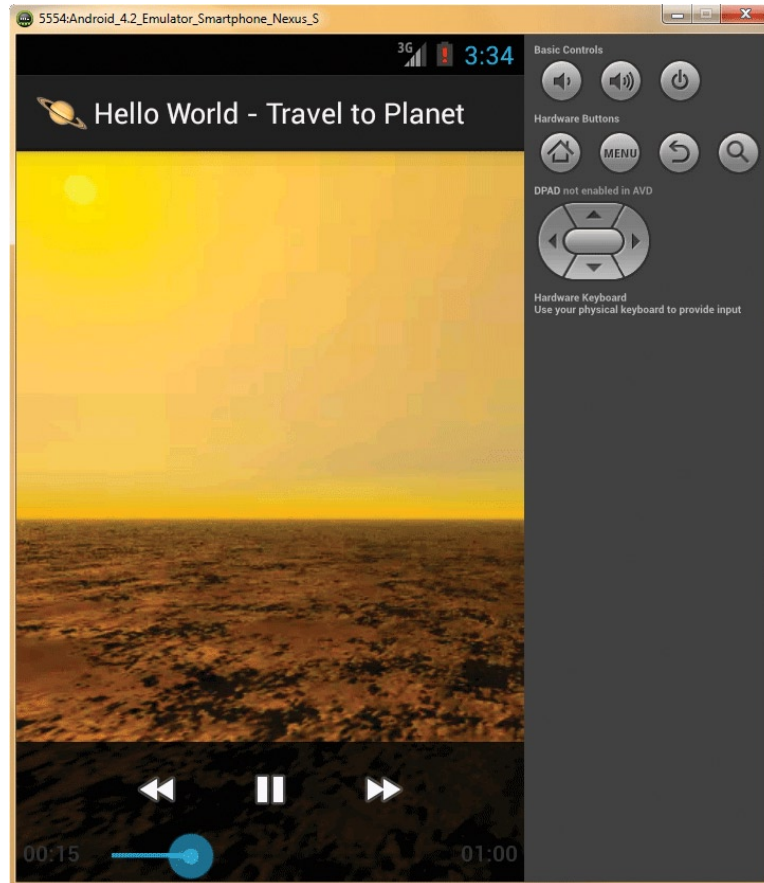 5554:Android_4.2_Emulator_Smartphone_Nexus_S
3G 3:34
Hello World - Travel to Planet
00:15 01:00
Basic Controls
Hardware Buttons
MENU
DPAD not enabled in AVD
Hardware Keyboard
Use your physical keyboard to provide input